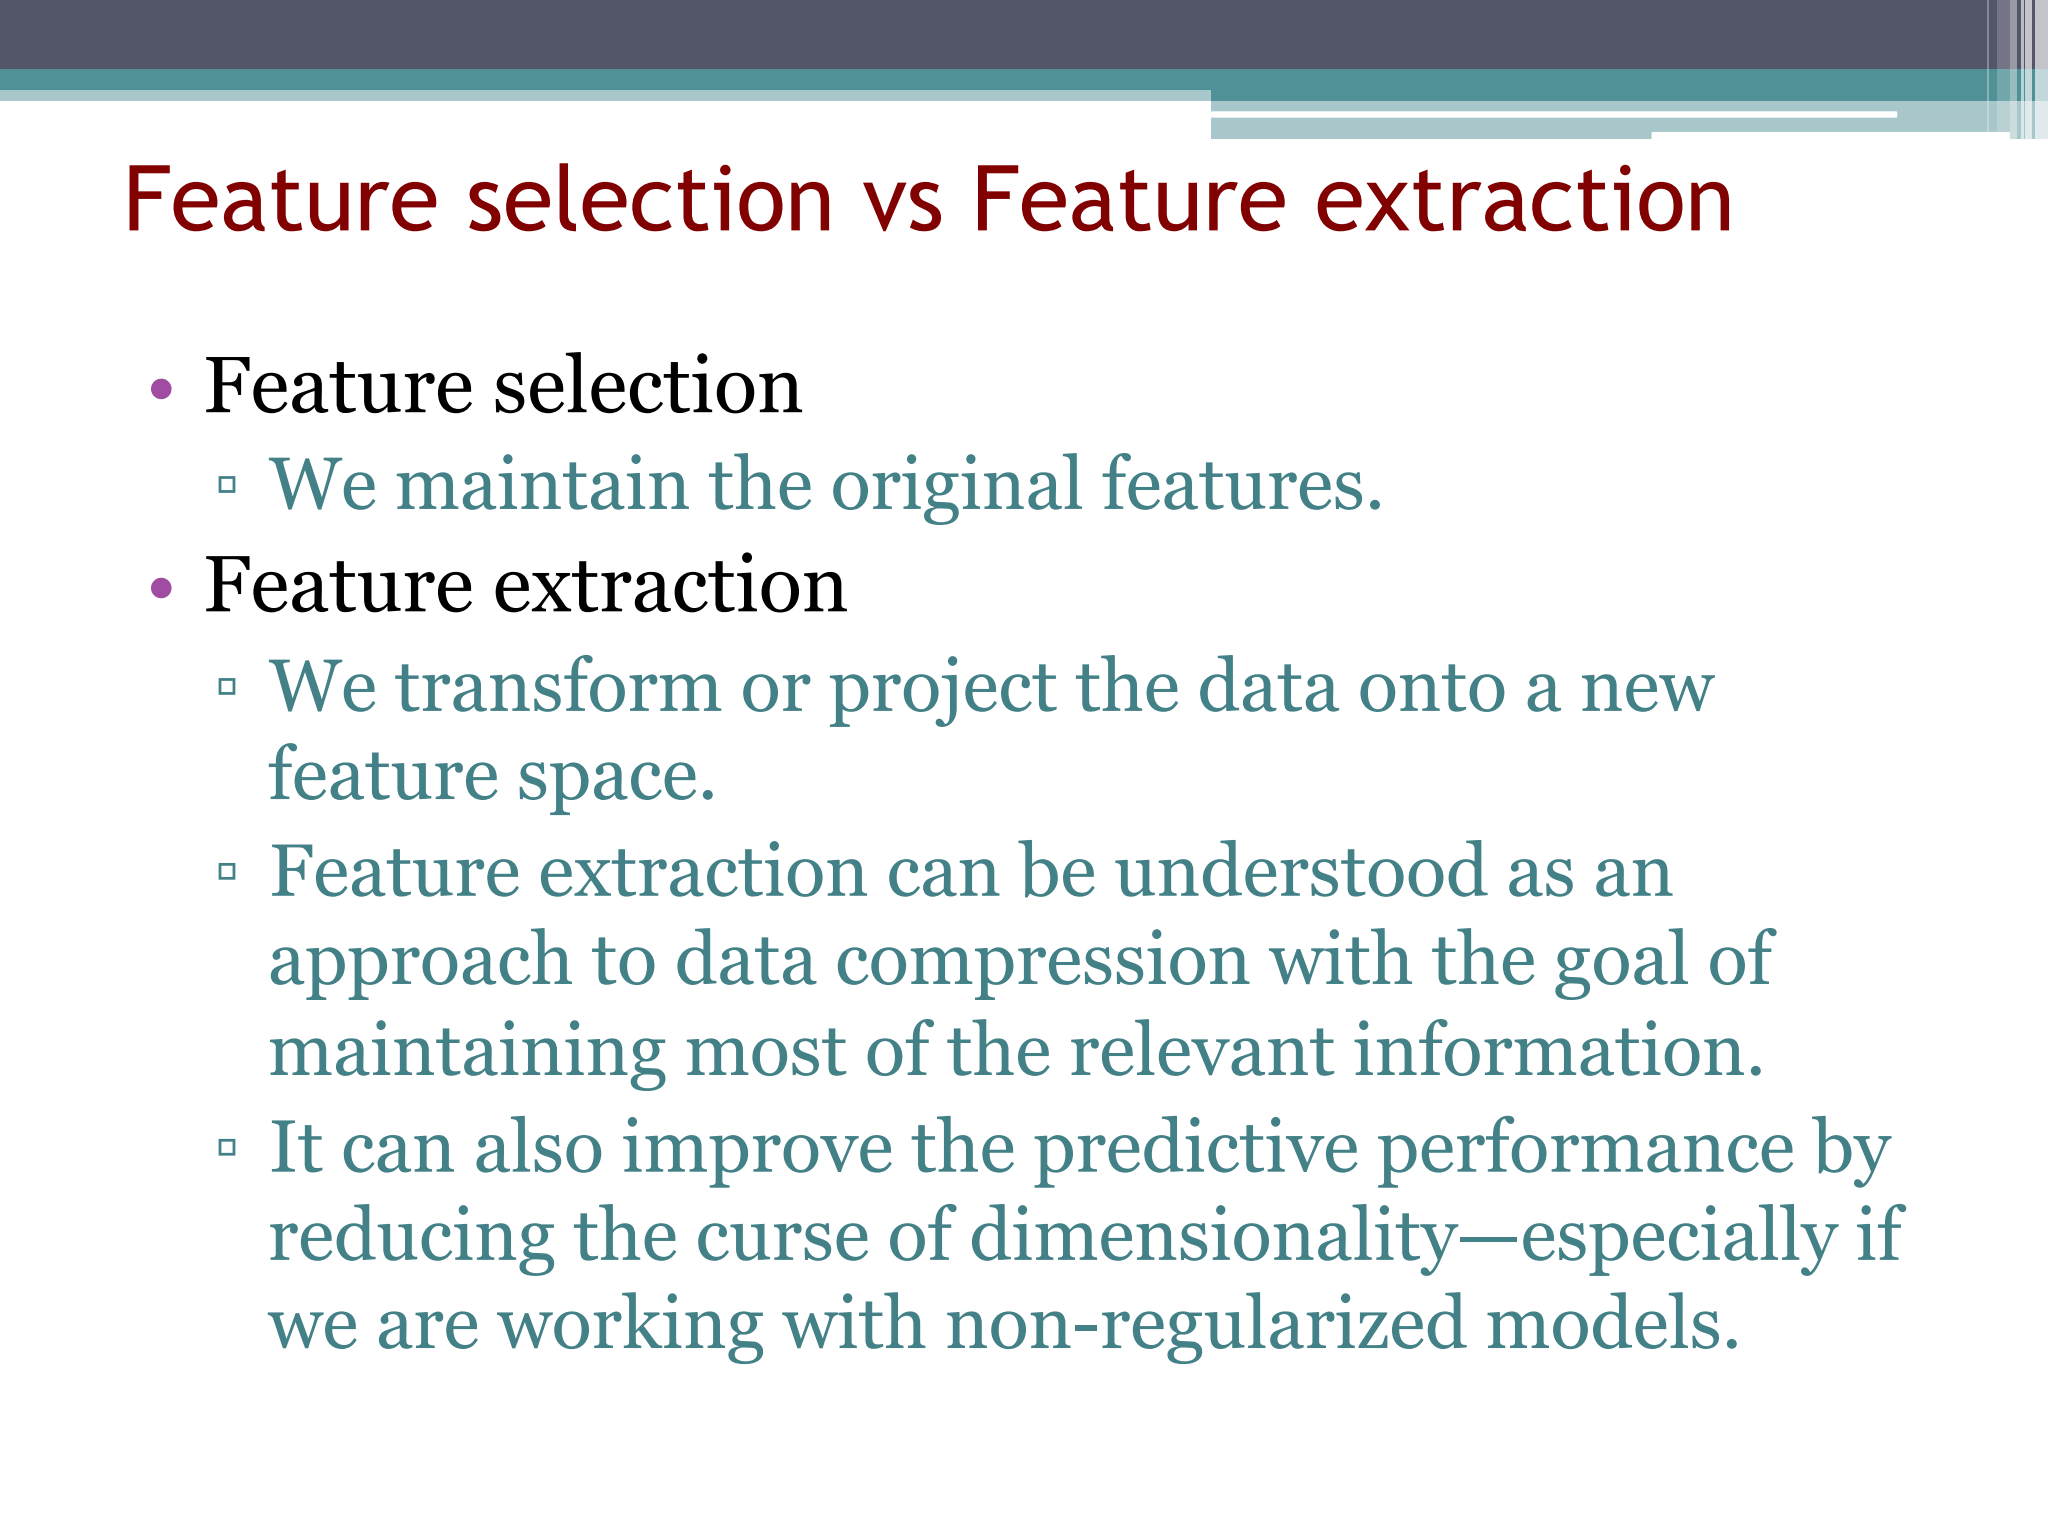 Feature selection vs Feature extraction
• Feature selection
▫ We maintain the original features.
• Feature extraction
▫ We transform or project the data onto a new
feature space.
▫ Feature extraction can be understood as an
approach to data compression with the goal of
maintaining most of the relevant information.
▫ It can also improve the predictive performance by
reducing the curse of dimensionality—especially if
we are working with non-regularized models.